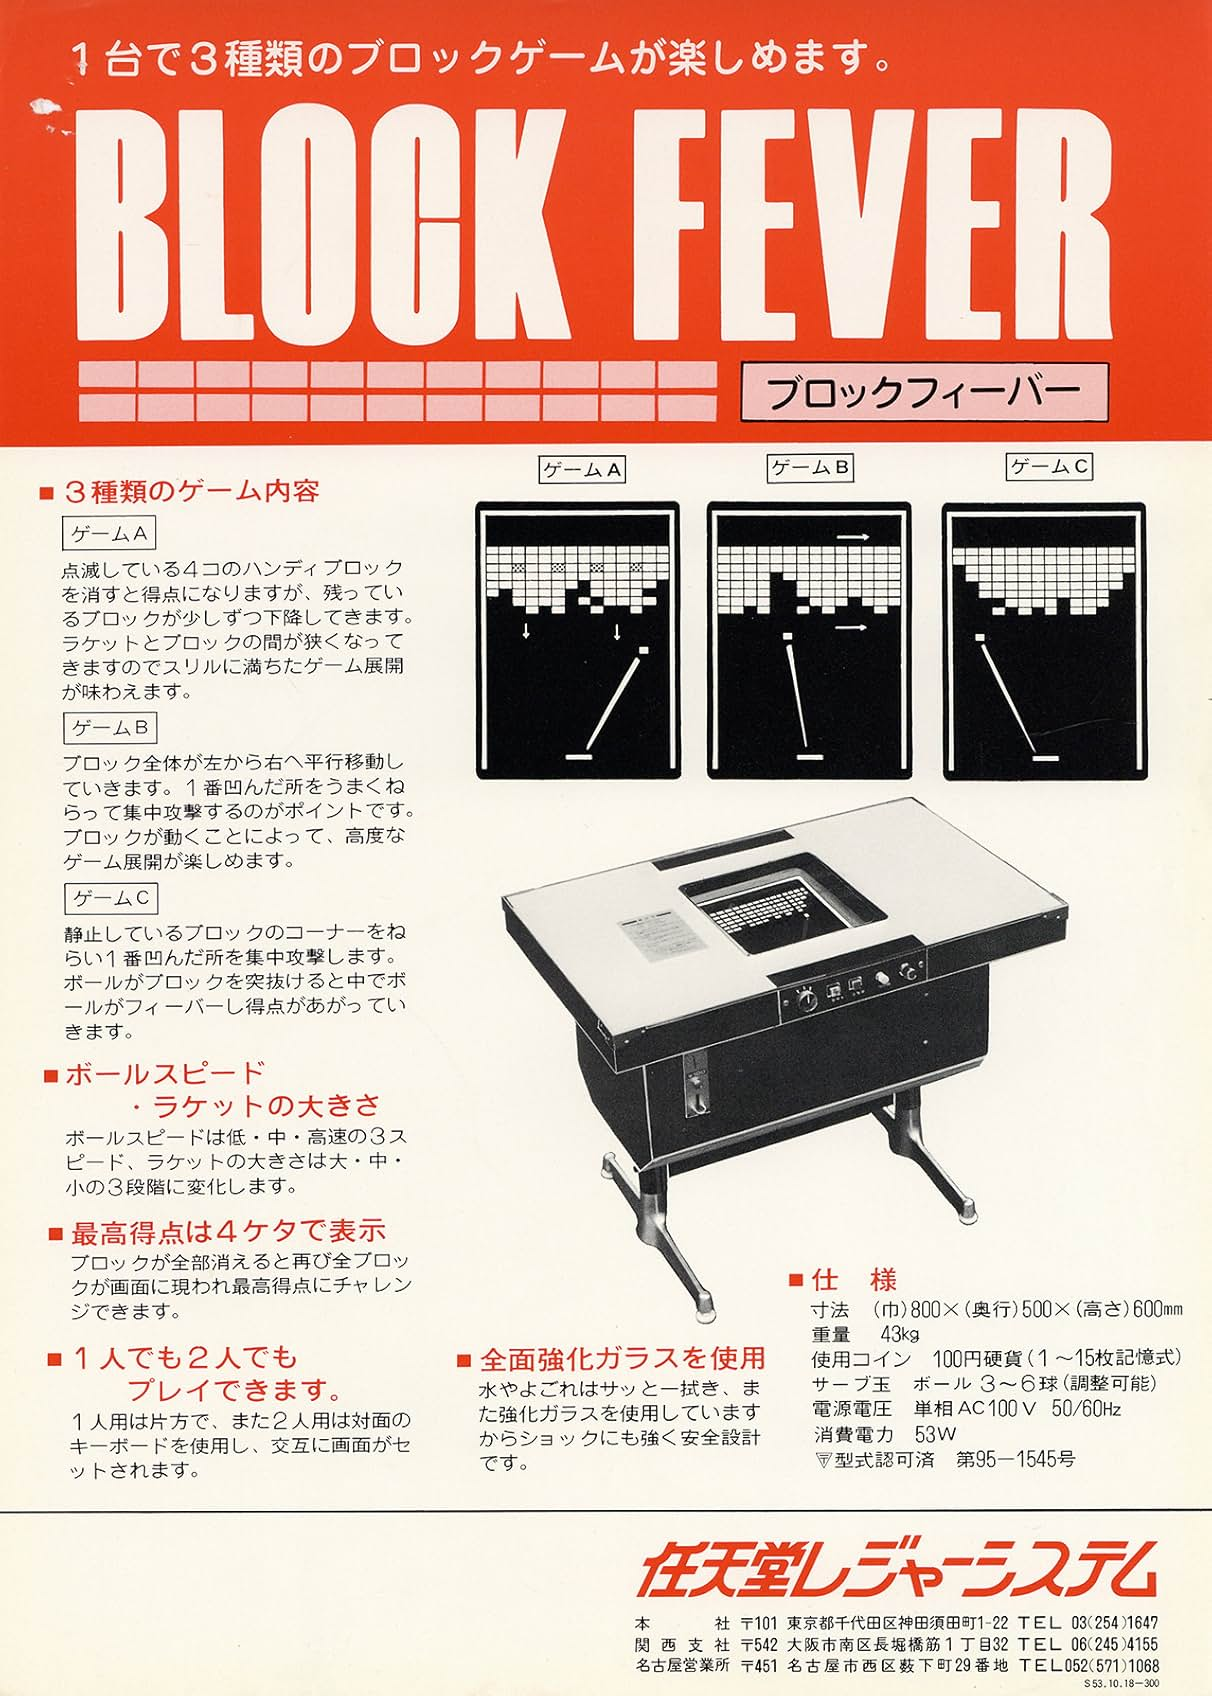 1台で3種類のブロックゲームが楽しめます。
BLOCK FEVER
ブロックフィーバー
■3種類のゲーム内容
ゲームA
点滅している4コのハンディブロック
を消すと得点になりますが、残ってい
るブロックが少しずつ下降してきます。
ラケットとブロックの間が狭くなって
きますのでスリルに満ちたゲーム展開
が味わえます。
ゲームB
ブロック全体が左から右へ平行移動し
ていきます。1番凹んだ所をうまくね
らって集中攻撃するのがポイントです。
ブロックが動くことによって、高度な
ゲーム展開が楽しめます。
ゲームC
静止しているブロックのコーナーをね
らい1番凹んだ所を集中攻撃します。
ボールがブロックを突抜けると中でボ
ールがフィーバーし得点があがってい
きます。
■ボールスピード
・ラケットの大きさ
ボールスピードは低・中・高速の3ス
ピード、ラケットの大きさは大・中・
小の3段階に変化します。
■最高得点は4ケタで表示
ブロックが全部消えると再び全ブロッ
クが画面に現われ最高得点にチャレン
ジできます。
■1人でも2人でも
プレイできます。
1人用は片方で、また2人用は対面の
キーボードを使用し、交互に画面がセ
ットされます。
ゲームA
ゲームB
ゲームC
■全面強化ガラスを使用
水やよごれはサッと一拭き、ま
た強化ガラスを使用しています
からショックにも強く安全設計
です。
■仕 様
寸法 (巾)800×(奥行)500×(高さ)600mm
重量 43kg
使用コイン 100円硬貨(1〜15枚記憶式)
サーブ玉 ボール 3〜6球(調整可能)
電源電圧 単相AC100V 50/60Hz
消費電力 53W
型式認可済 第95-1545号
任天堂レジャーシステム
本社 〒101 東京都千代田区神田須田町1-22 TEL 03(254)1647
関西支社 〒542 大阪市南区長堀橋筋1丁目32 TEL 06(245)4155
名古屋営業所 〒451 名古屋市西区薮下町29番地 TEL052(571)1068
S53.10.18-300